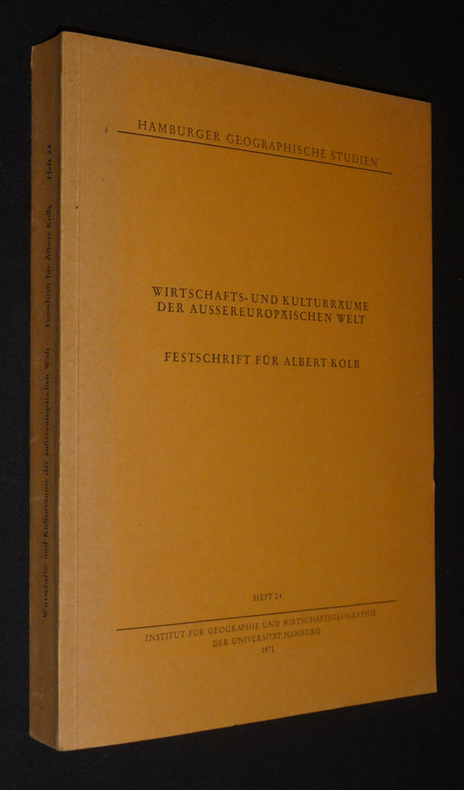 HAMBURGER GEOGRAPHISCHE STUDIEN
WIRTSCHAFTS- UND KULTURRÄUME
DER AUSSEREUROPÄISCHEN WELT
FESTSCHRIFT FÜR ALBERT KOLB
HEFT 24
INSTITUT FÜR GEOGRAPHIE UND WIRTSCHAFTSGEOGRAPHIE
DER UNIVERSITÄT HAMBURG
1971
Wirtschafts- und Kulturräume der außereuropäischen Welt - Festschrift für Albert Kolb. Heft 24